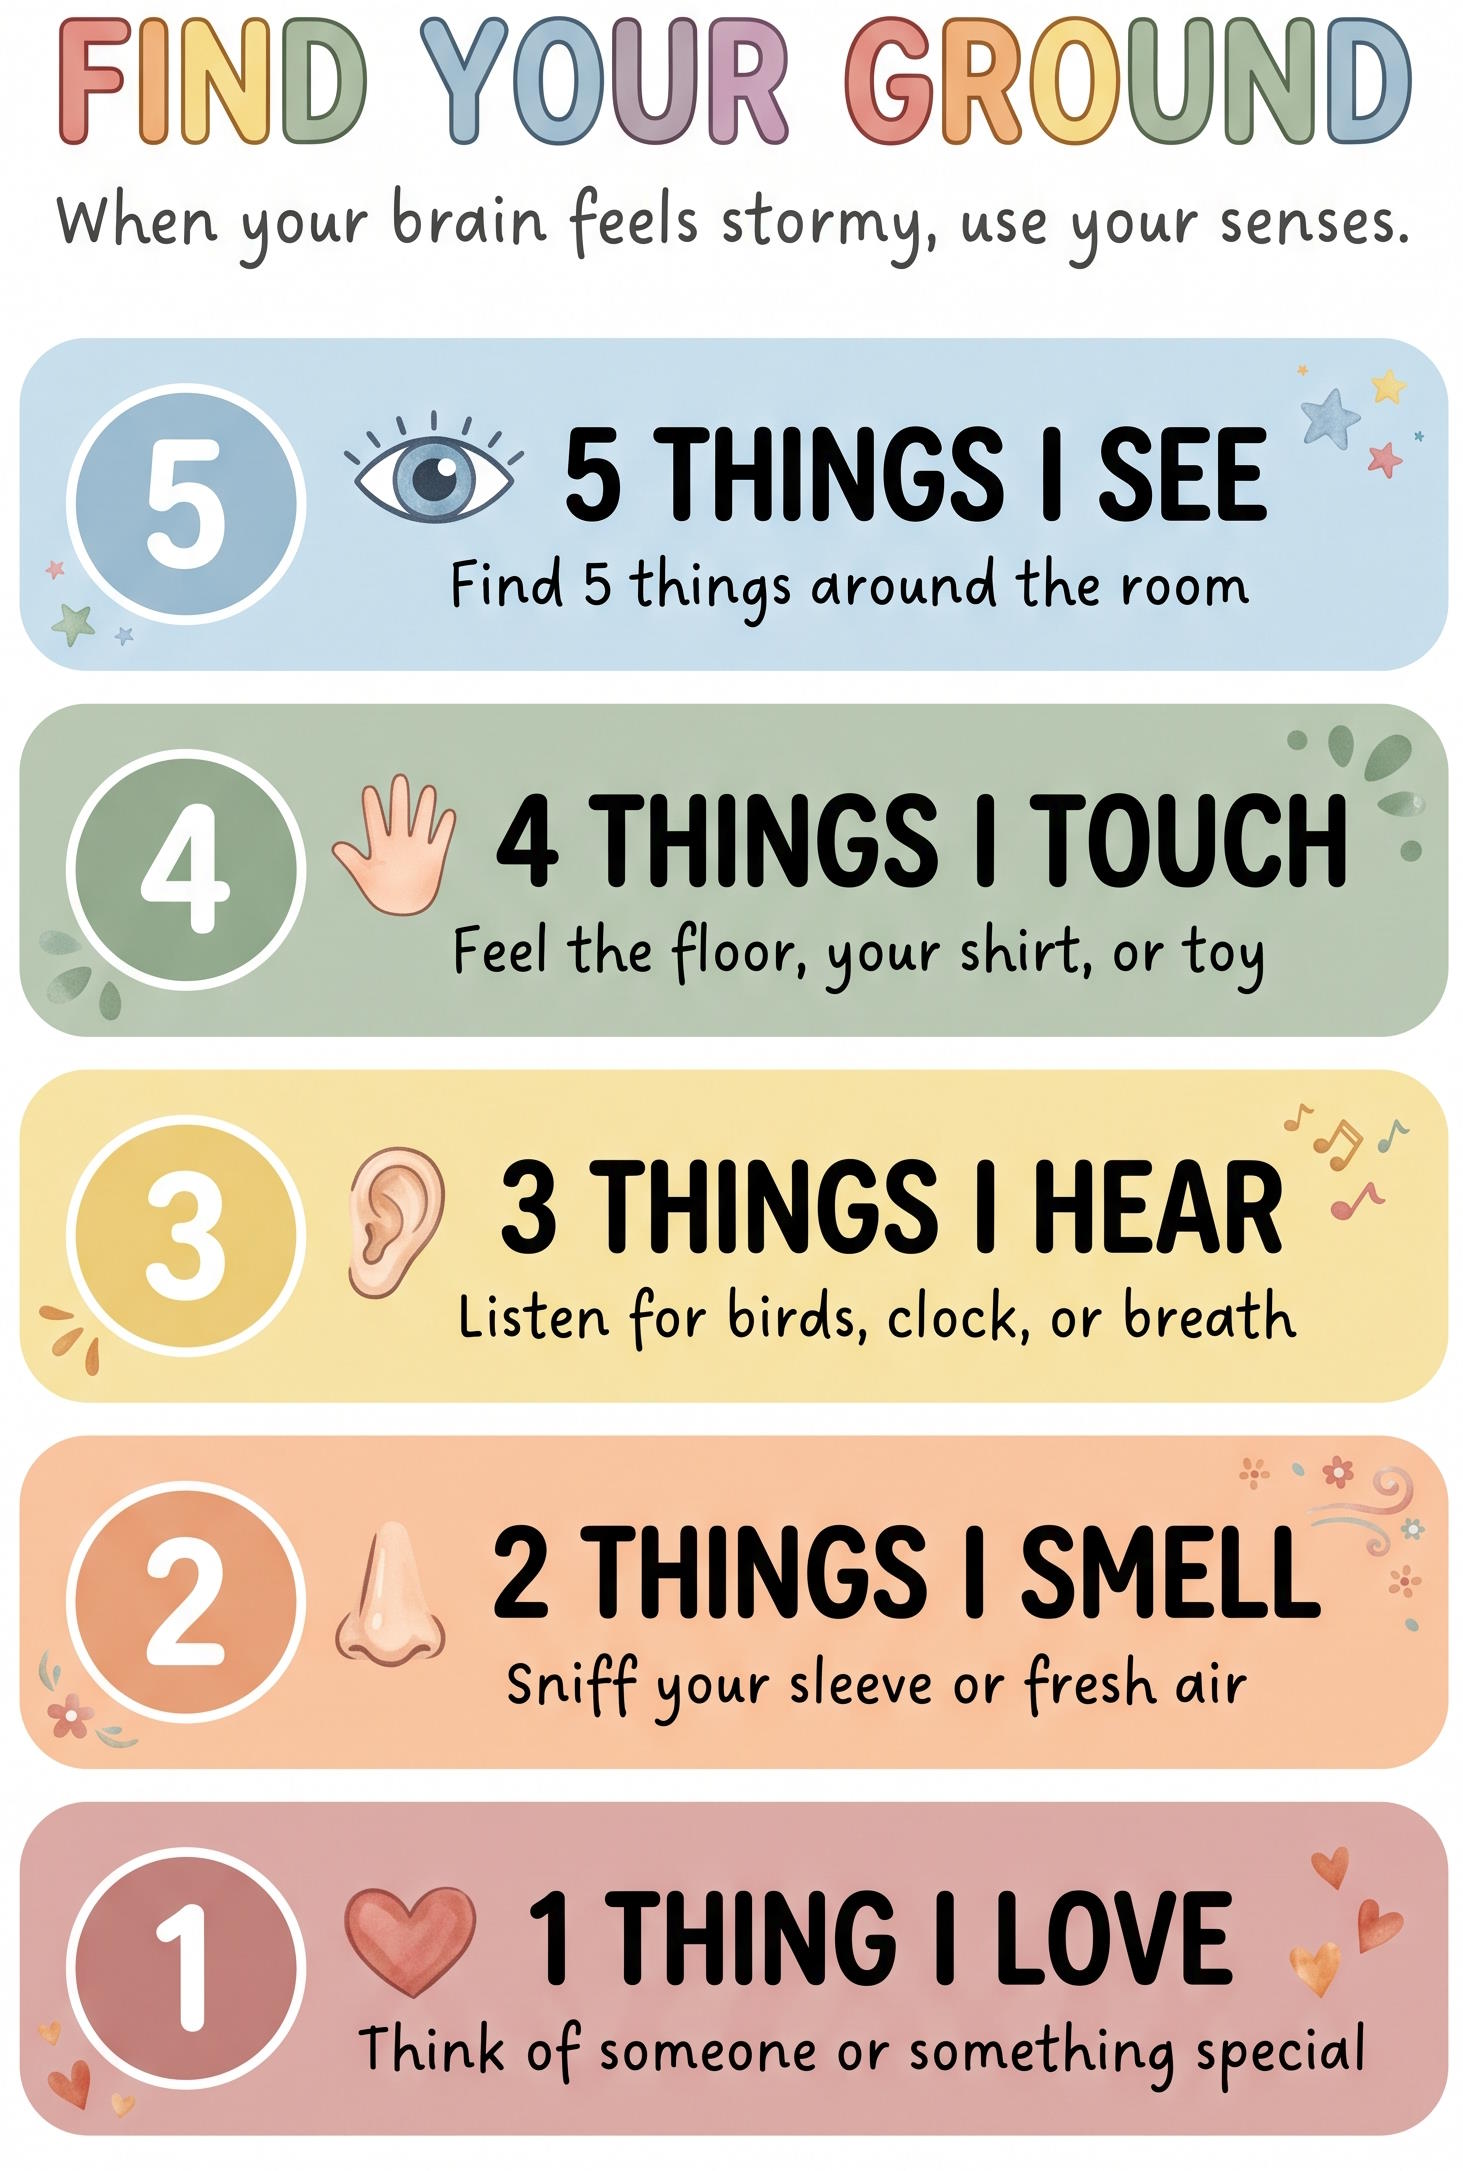 FIND YOUR GROUND
When your brain feels stormy, use your senses.
5
5 THINGS I SEE
Find 5 things around the room
4
4 THINGS I TOUCH
Feel the floor, your shirt, or toy
3
3 THINGS I HEAR
Listen for birds, clock, or breath
2
2 THINGS I SMELL
Sniff your sleeve or fresh air
1
1 THING I LOVE
Think of someone or something special